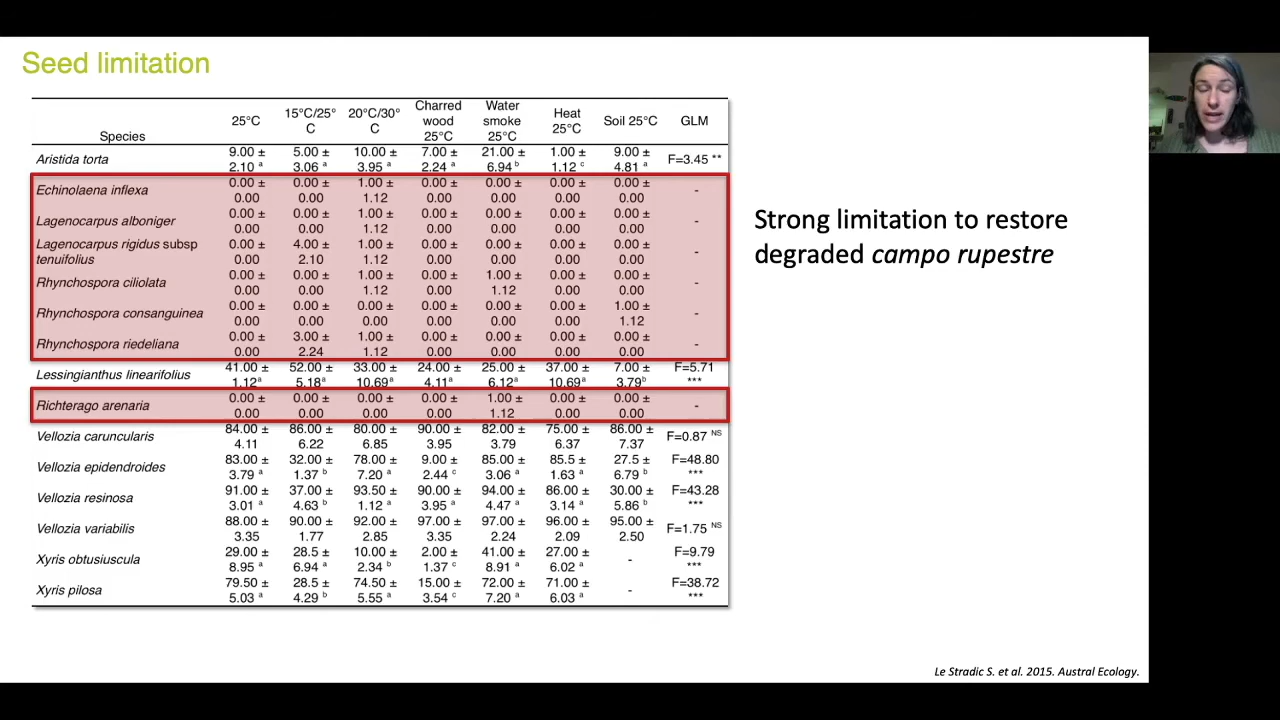 Seed limitation
Species 25°C 15°C/25°C 20°C/30°C Charred wood 25°C Water smoke 25°C Heat 25°C Soil 25°C GLM
Aristida torta 9.00 ± 2.10 a 5.00 ± 3.06 a 10.00 ± 3.95 a 7.00 ± 2.24 a 21.00 ± 6.94 b 1.00 ± 1.12 c 9.00 ± 4.81 a F=3.45 **
Echinolaena inflexa 0.00 ± 0.00 0.00 ± 0.00 1.00 ± 1.12 0.00 ± 0.00 0.00 ± 0.00 0.00 ± 0.00 0.00 ± 0.00 -
Lagenocarpus alboniger 0.00 ± 0.00 0.00 ± 0.00 1.00 ± 1.12 0.00 ± 0.00 0.00 ± 0.00 0.00 ± 0.00 0.00 ± 0.00 -
Lagenocarpus rigidus subsp tenuifolius 0.00 ± 0.00 4.00 ± 2.10 1.00 ± 1.12 0.00 ± 0.00 0.00 ± 0.00 0.00 ± 0.00 0.00 ± 0.00 -
Rhynchospora ciliolata 0.00 ± 0.00 0.00 ± 0.00 1.00 ± 1.12 0.00 ± 0.00 1.00 ± 1.12 0.00 ± 0.00 0.00 ± 0.00 -
Rhynchospora consanguinea 0.00 ± 0.00 0.00 ± 0.00 0.00 ± 0.00 0.00 ± 0.00 0.00 ± 0.00 0.00 ± 0.00 1.00 ± 1.12 -
Rhynchospora riedeliana 0.00 ± 0.00 3.00 ± 2.24 1.00 ± 1.12 0.00 ± 0.00 0.00 ± 0.00 0.00 ± 0.00 0.00 ± 0.00 -
Lessingianthus linearifolius 41.00 ± 1.12a 52.00 ± 5.18a 33.00 ± 10.69a 24.00 ± 4.11a 25.00 ± 6.12a 37.00 ± 10.69a 7.00 ± 3.79b F=5.71 ***
Richterago arenaria 0.00 ± 0.00 0.00 ± 0.00 0.00 ± 0.00 0.00 ± 0.00 1.00 ± 1.12 0.00 ± 0.00 0.00 ± 0.00 -
Vellozia caruncularis 84.00 ± 4.11 86.00 ± 6.22 80.00 ± 6.85 90.00 ± 3.95 82.00 ± 3.79 75.00 ± 6.37 86.00 ± 7.37 F=0.87 NS
Vellozia epidendroides 83.00 ± 3.79 a 32.00 ± 1.37 b 78.00 ± 7.20 a 9.00 ± 2.44 c 85.00 ± 3.06 a 85.5 ± 1.63 a 27.5 ± 6.79 b F=48.80 ***
Vellozia resinosa 91.00 ± 3.01 a 37.00 ± 4.63 b 93.50 ± 1.12 a 90.00 ± 3.95 a 94.00 ± 4.47 a 86.00 ± 3.14 a 30.00 ± 5.86 b F=43.28 ***
Vellozia variabilis 88.00 ± 3.35 90.00 ± 1.77 92.00 ± 2.85 97.00 ± 3.35 97.00 ± 2.24 96.00 ± 2.09 95.00 ± 2.50 F=1.75 NS
Xyris obtusiuscula 29.00 ± 8.95 a 28.5 ± 6.94 a 10.00 ± 2.34 b 2.00 ± 1.37 c 41.00 ± 8.91 a 27.00 ± 6.02 a - F=9.79 ***
Xyris pilosa 79.50 ± 5.03 a 28.5 ± 4.29 b 74.50 ± 5.55 a 15.00 ± 3.54 c 72.00 ± 7.20 a 71.00 ± 6.03 a - F=38.72 ***
Strong limitation to restore
degraded campo rupestre
Le Stradic S. et al. 2015. Austral Ecology.